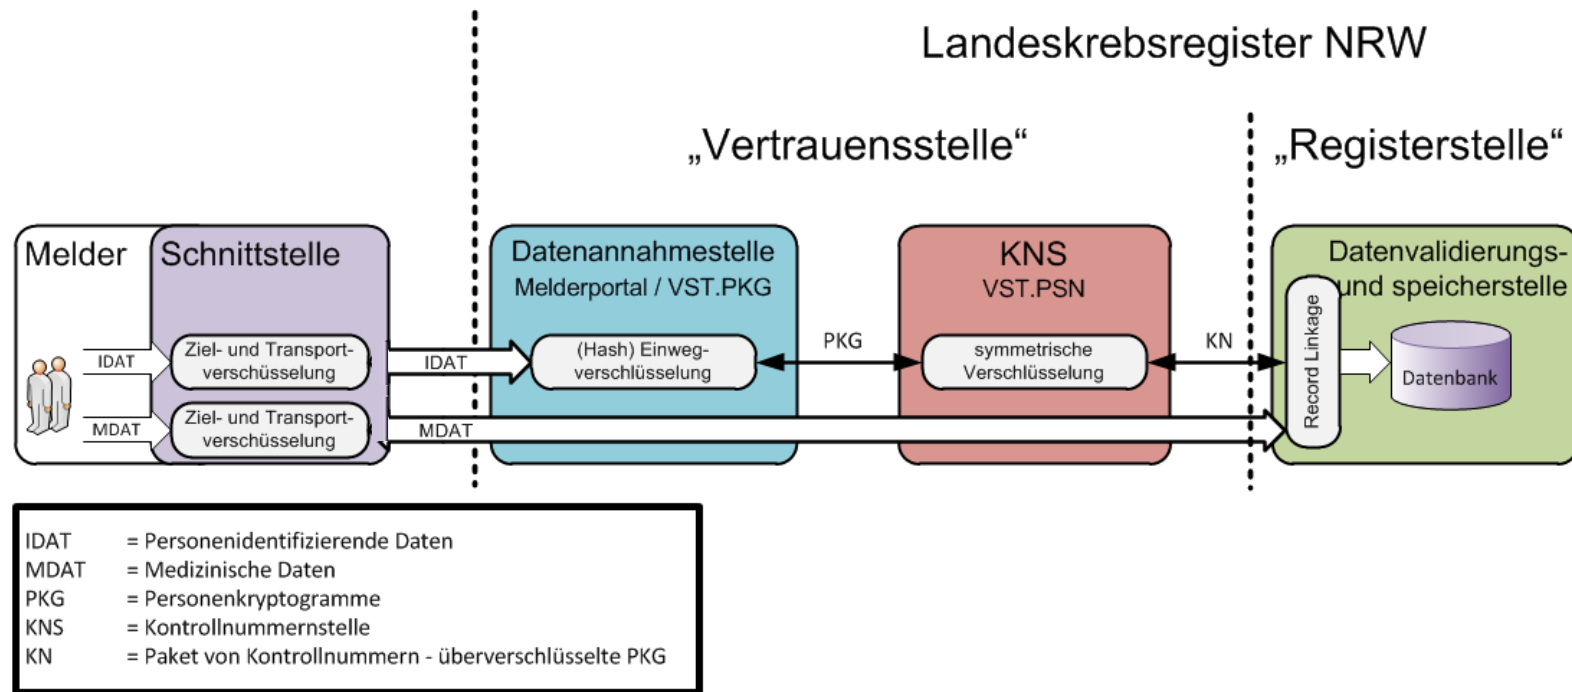 Landeskrebsregister NRW
„Vertrauensstelle“
„Registerstelle“
Melder
Schnittstelle
Datenannahmestelle
Melderportal / VST.PKG
KNS
VST.PSN
Datenvalidierungs-
und speicherstelle
IDAT
Ziel- und Transport-
verschüsselung
IDAT
(Hash) Einweg-
verschlüsselung
PKG
symmetrische
Verschlüsselung
KN
Record Linkage
Datenbank
MDAT
Ziel- und Transport-
verschüsselung
MDAT
IDAT = Personenidentifizierende Daten
MDAT = Medizinische Daten
PKG = Personenkryptogramme
KNS = Kontrollnummernstelle
KN = Paket von Kontrollnummern - überverschlüsselte PKG